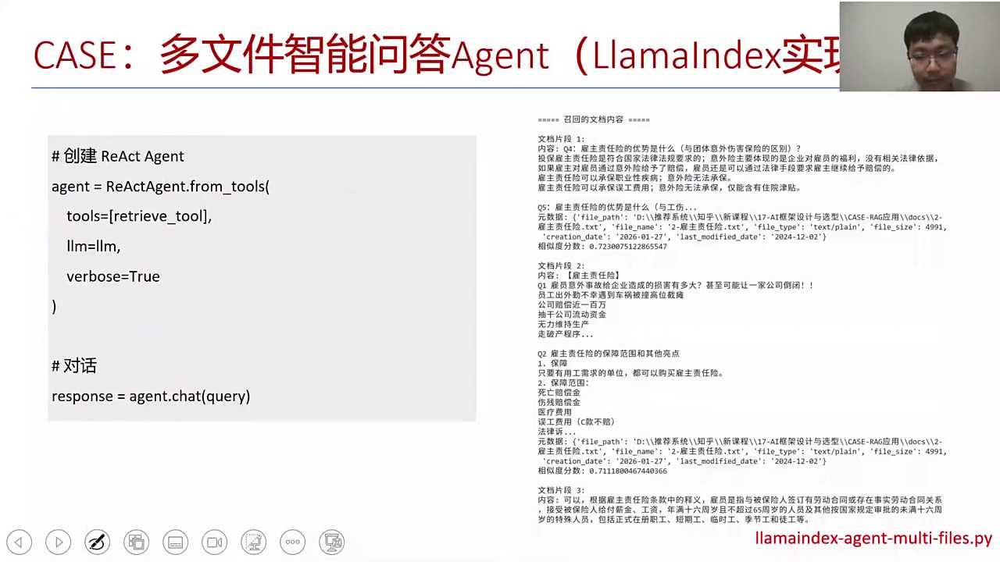 CASE：多文件智能问答Agent（LlamaIndex实现
# 创建 ReAct Agent
agent = ReActAgent.from_tools(
tools=[retrieve_tool],
llm=llm,
verbose=True
)
# 对话
response = agent.chat(query)
===== 召回的文档内容 =====
文档片段 1:
内容: Q4：雇主责任险的优势是什么（与团体意外伤害保险的区别）？
投保雇主责任险是符合国家法律法规要求的；意外险主要体现的是企业对雇员的福利，没有相关法律依据，
如果雇主对雇员通过意外险给予了赔偿，雇员还是可以通过法律手段要求雇主继续给予赔偿的。
雇主责任险可以承保职业性疾病；意外险无法承保。
雇主责任险可以承保误工费用；意外险无法承保，仅能含有住院津贴。
Q5：雇主责任险的优势是什么（与工伤...
元数据: {'file_path': 'D:\\推荐系统\\知乎\\新课程\\17-AI框架设计与选型\\CASE-RAG应用\\docs\\2-
雇主责任险.txt', 'file_name': '2-雇主责任险.txt', 'file_type': 'text/plain', 'file_size': 4991,
'creation_date': '2026-01-27', 'last_modified_date': '2024-12-02'}
相似度分数: 0.7230075122865547
文档片段 2:
内容: 【雇主责任险】
Q1 雇员意外事故给企业造成的损害有多大？甚至可能让一家公司倒闭！！
员工出外勤不幸遇到车祸被撞高位截瘫
公司赔偿近一百万
抽干公司流动资金
无力维持生产
走破产程序...
Q2 雇主责任险的保障范围和其他亮点
1. 保障
只要有用工需求的单位，都可以购买雇主责任险。
2. 保障范围：
死亡赔偿金
伤残赔偿金
医疗费用
误工费用（C款不赔）
法律诉...
元数据: {'file_path': 'D:\\推荐系统\\知乎\\新课程\\17-AI框架设计与选型\\CASE-RAG应用\\docs\\2-
雇主责任险.txt', 'file_name': '2-雇主责任险.txt', 'file_type': 'text/plain', 'file_size': 4991,
'creation_date': '2026-01-27', 'last_modified_date': '2024-12-02'}
相似度分数: 0.7111800467440366
文档片段 3:
内容: 可以，根据雇主责任险条款中的释义，雇员是指与被保险人签订有劳动合同或存在事实劳动合同关系
，接受被保险人给付薪金、工资，年满十六周岁且不超过65周岁的人员及其他按国家规定审批的未满十六周
岁的特殊人员，包括正式在册职工、短期工、临时工、季节工和徒工等。
llamaindex-agent-multi-files.py